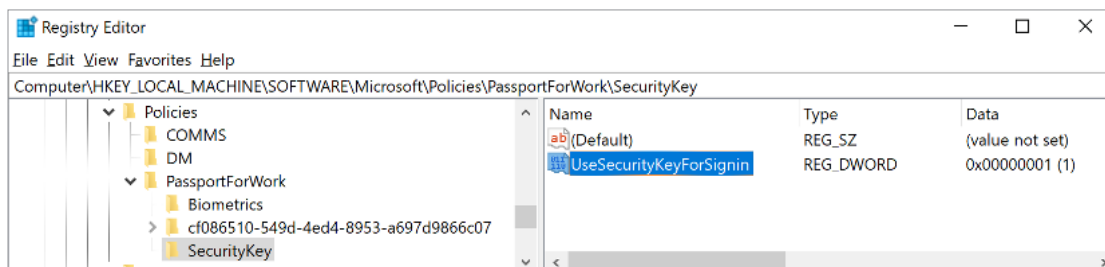 Registry Editor
File Edit View Favorites Help
Computer\HKEY_LOCAL_MACHINE\SOFTWARE\Microsoft\Policies\PassportForWork\SecurityKey
Policies
COMMS
DM
PassportForWork
Biometrics
cf086510-549d-4ed4-8953-a697d9866c07
SecurityKey
Name Type Data
(Default) REG_SZ (value not set)
UseSecurityKeyForSignin REG_DWORD 0x00000001 (1)